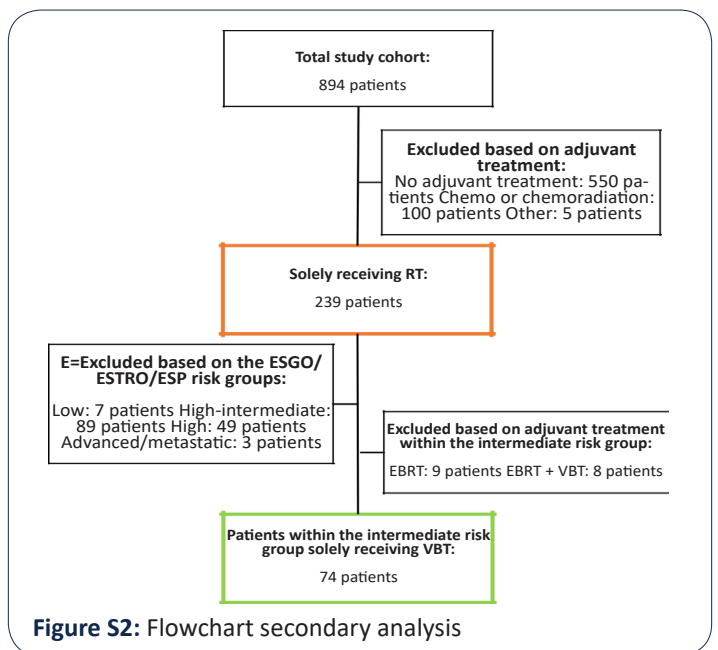 Total study cohort:
894 patients
Excluded based on adjuvant
treatment:
No adjuvant treatment: 550 pa-
tients Chemo or chemoradiation:
100 patients Other: 5 patients
Solely receiving RT:
239 patients
E=Excluded based on the ESGO/
ESTRO/ESP risk groups:
Low: 7 patients High-intermediate:
89 patients High: 49 patients
Advanced/metastatic: 3 patients
Excluded based on adjuvant treatment
within the intermediate risk group:
EBRT: 9 patients EBRT + VBT: 8 patients
Patients within the intermediate risk
group solely receiving VBT:
74 patients
Figure S2: Flowchart secondary analysis